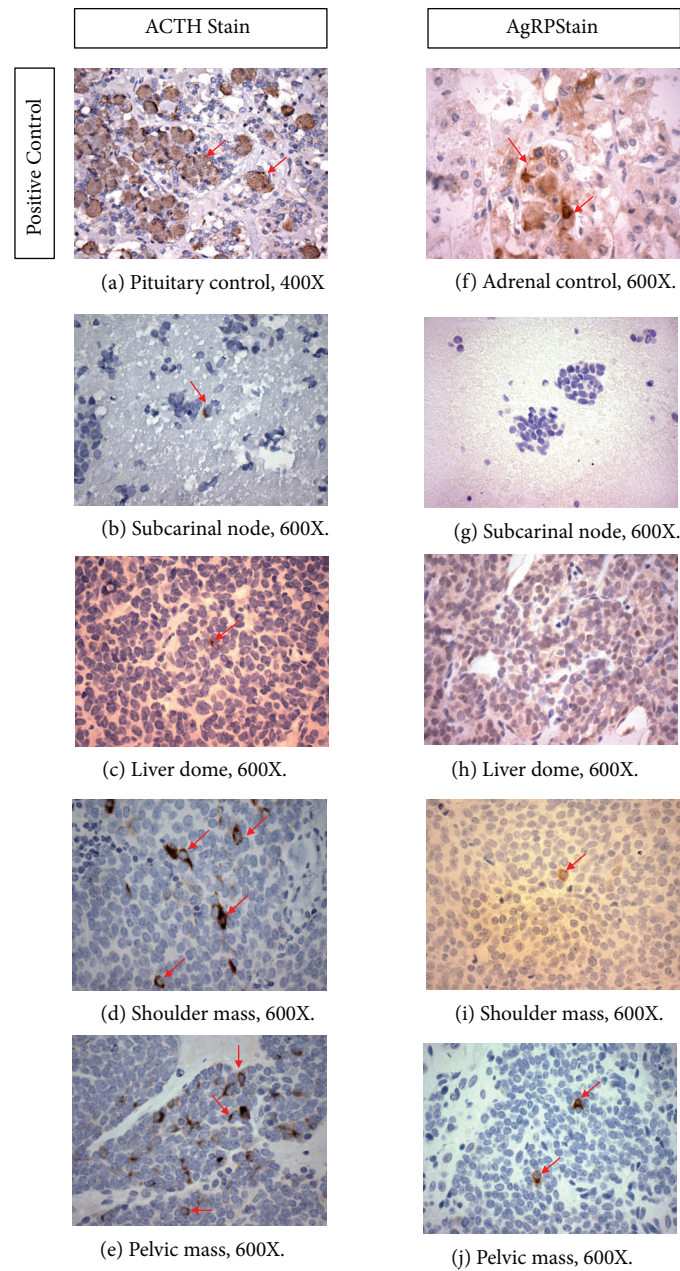 ACTH Stain
AgRPStain
Positive Control
(a) Pituitary control, 400X
(f) Adrenal control, 600X.
(b) Subcarinal node, 600X.
(g) Subcarinal node, 600X.
(c) Liver dome, 600X.
(h) Liver dome, 600X.
(d) Shoulder mass, 600X.
(i) Shoulder mass, 600X.
(e) Pelvic mass, 600X.
(j) Pelvic mass, 600X.